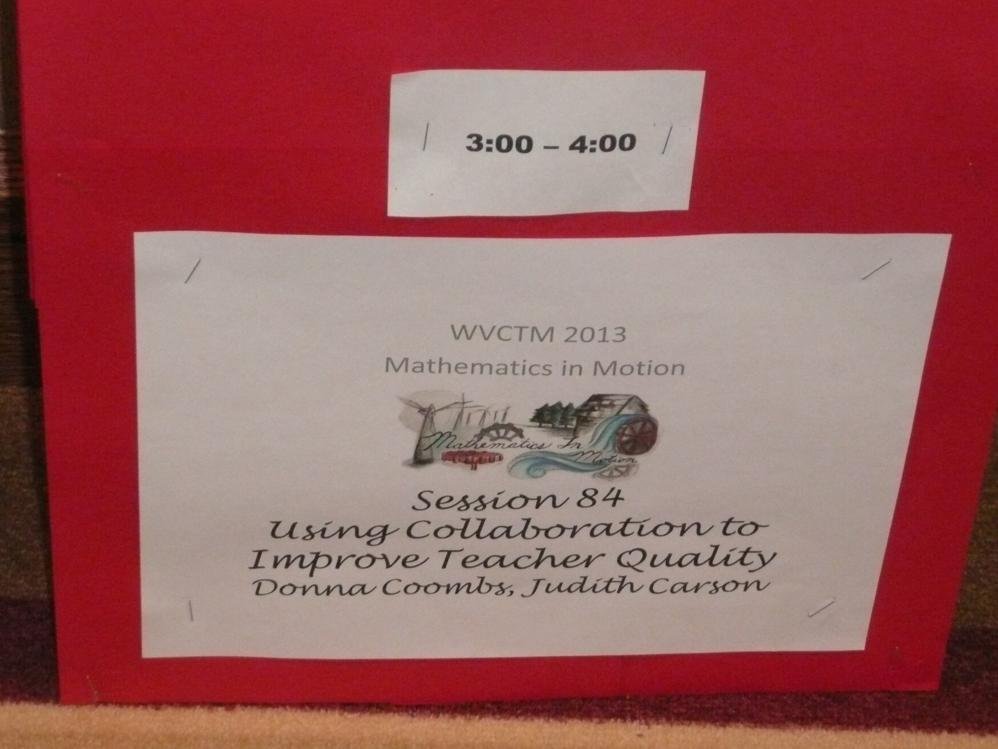 3:00 – 4:00
WVCTM 2013
Mathematics in Motion
Mathematics In
Motion
Session 84
Using Collaboration to
Improve Teacher Quality
Donna Coombs, Judith Carson